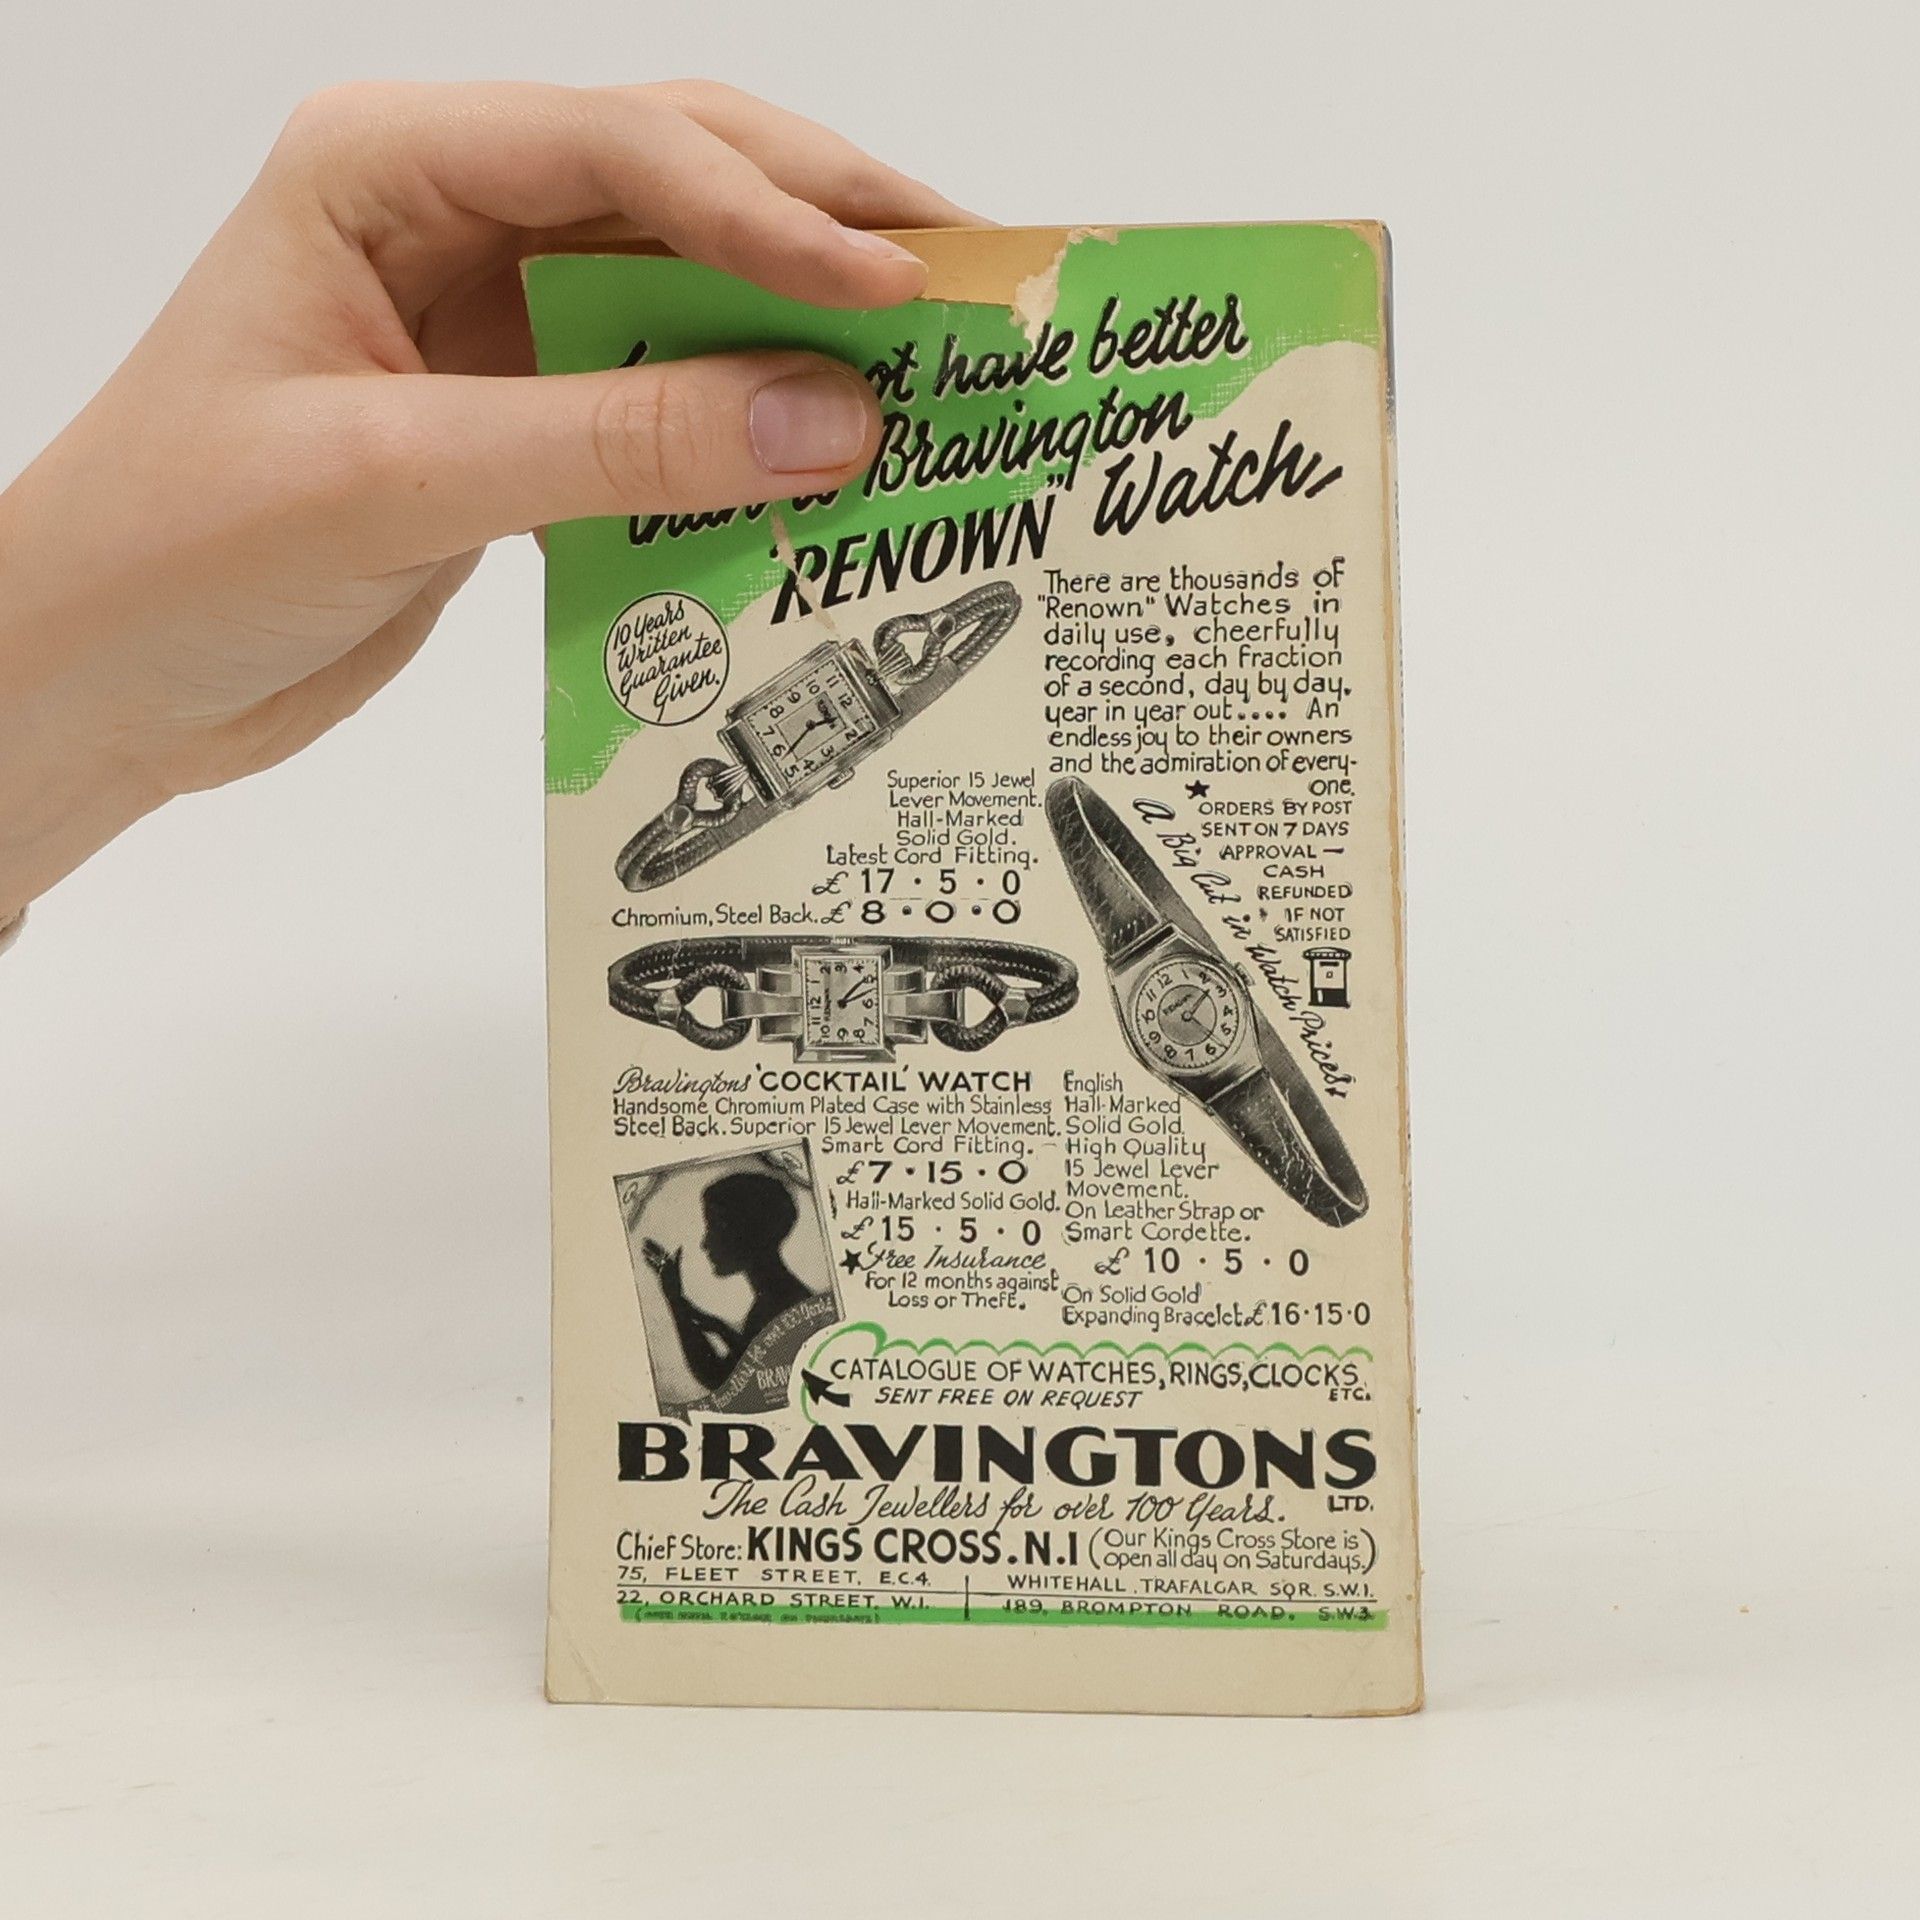 ot have better
Bravington
"RENOWN" Watch,
10 Years
Written
Guarantee
Given.
There are thousands of
"Renown" Watches in
daily use, cheerfully
recording each fraction
of a second, day by day,
year in year out.... An
endless joy to their owners
and the admiration of every-
one.
★ ORDERS BY POST
SENT ON 7 DAYS
APPROVAL —
CASH
REFUNDED
IF NOT
SATISFIED
A Big Cut in Watch Prices!
Superior 15 Jewel
Lever Movement.
Hall-Marked
Solid Gold.
Latest Cord Fitting.
£ 17 · 5 · 0
Chromium, Steel Back. £ 8 · 0 · 0
Bravingtons 'COCKTAIL' WATCH
Handsome Chromium Plated Case with Stainless
Steel Back. Superior 15 Jewel Lever Movement.
Smart Cord Fitting. —
£7 · 15 · 0
Hall-Marked Solid Gold.
£ 15 · 5 · 0
★ Free Insurance
For 12 months against
Loss or Theft.
English
Hall-Marked
Solid Gold.
High Quality
15 Jewel Lever
Movement.
On Leather Strap or
Smart Cordette.
£ 10 · 5 · 0
On Solid Gold
Expanding Bracelet. £ 16·15·0
CATALOGUE OF WATCHES, RINGS, CLOCKS
ETC.
SENT FREE ON REQUEST
BRAVINGTONS
LTD.
The Cash Jewellers for over 100 Years.
Chief Store: KINGS CROSS. N.1 (Our Kings Cross Store is
open all day on Saturdays.)
75, FLEET STREET, E.C.4.
22, ORCHARD STREET. W.1.
WHITEHALL, TRAFALGAR SQR. S.W.1.
189, BROMPTON ROAD, S.W.3.